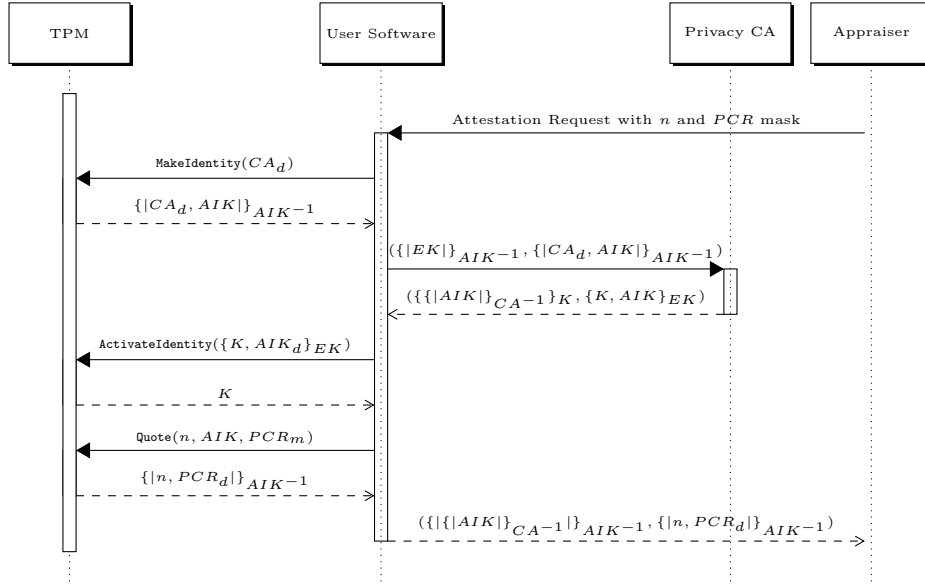 TPM
User Software
Privacy CA
Appraiser
Attestation Request with n and PCR mask
MakeIdentity(CA_d)
{|CA_d, AIK|}_{AIK^{-1}}
({|EK|}_{AIK^{-1}}, {|CA_d, AIK|}_{AIK^{-1}})
({{|AIK|}_{CA^{-1}}}_K, {K, AIK}_{EK})
ActivateIdentity({K, AIK_d}_{EK})
K
Quote(n, AIK, PCR_m)
{|n, PCR_d|}_{AIK^{-1}}
({|{|AIK|}_{CA^{-1}}|}_{AIK^{-1}}, {|n, PCR_d|}_{AIK^{-1}})